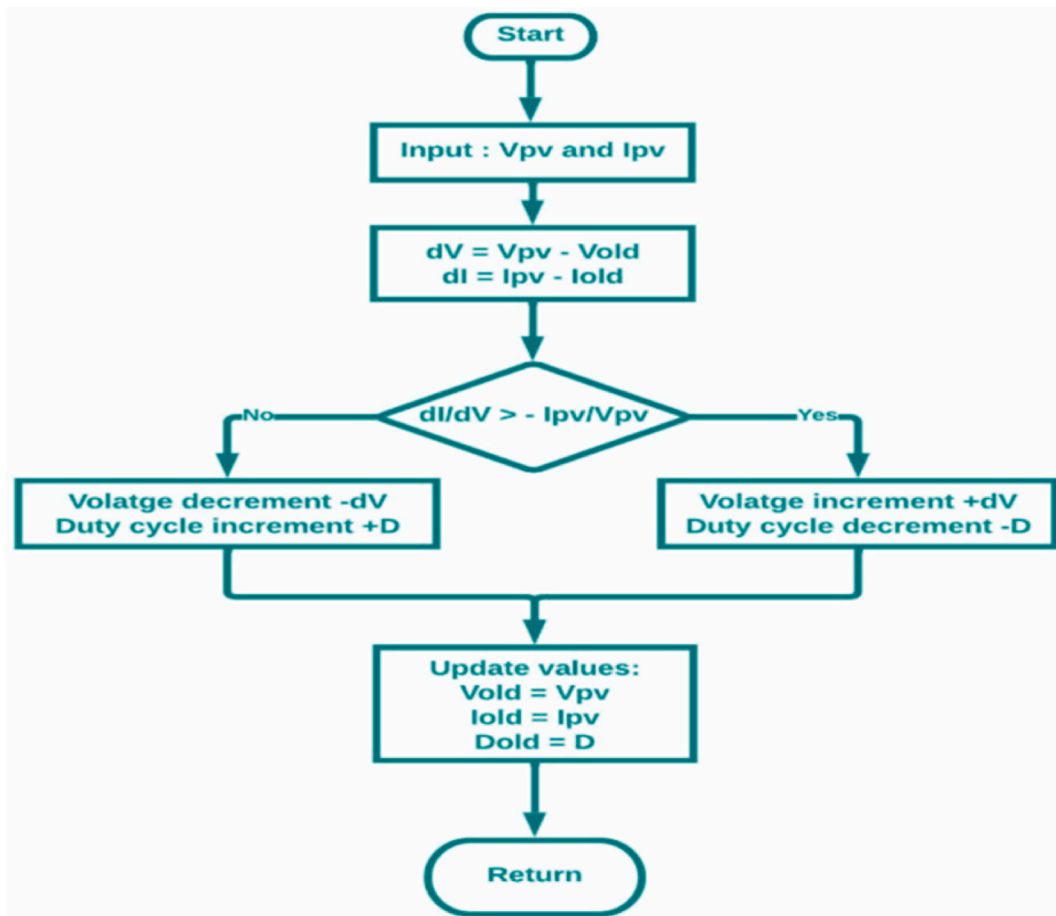 Start
Input : Vpv and Ipv
dV = Vpv - Vold
dI = Ipv - Iold
dI/dV > - Ipv/Vpv
No
Yes
Volatge decrement -dV
Duty cycle increment +D
Volatge increment +dV
Duty cycle decrement -D
Update values:
Vold = Vpv
Iold = Ipv
Dold = D
Return